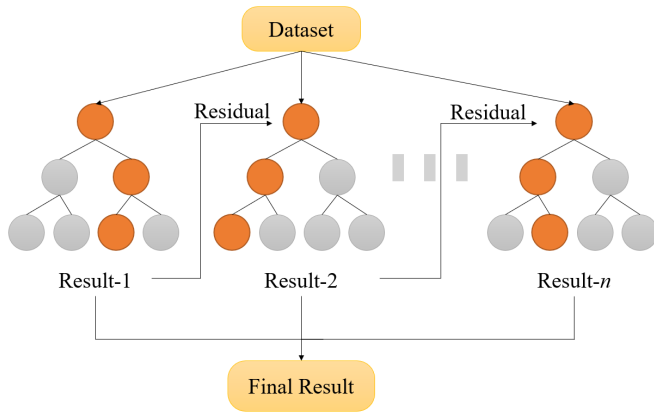 Dataset
Residual
Residual
Result-1
Result-2
Result-n
Final Result